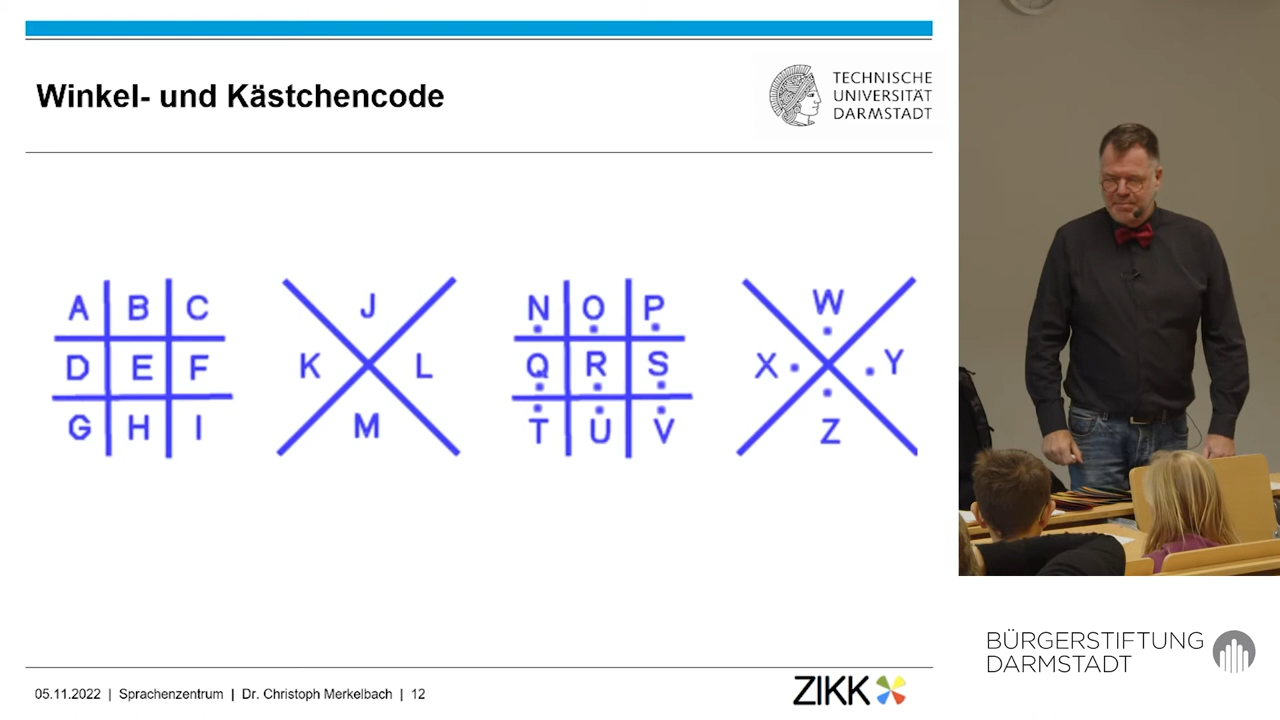 Winkel- und Kästchencode
TECHNISCHE
UNIVERSITÄT
DARMSTADT
A B C
D E F
G H I
J
K L
M
N O P
Q R S
T U V
W
X Y
Z
05.11.2022 | Sprachenzentrum | Dr. Christoph Merkelbach | 12
ZIKK
BÜRGERSTIFTUNG
DARMSTADT